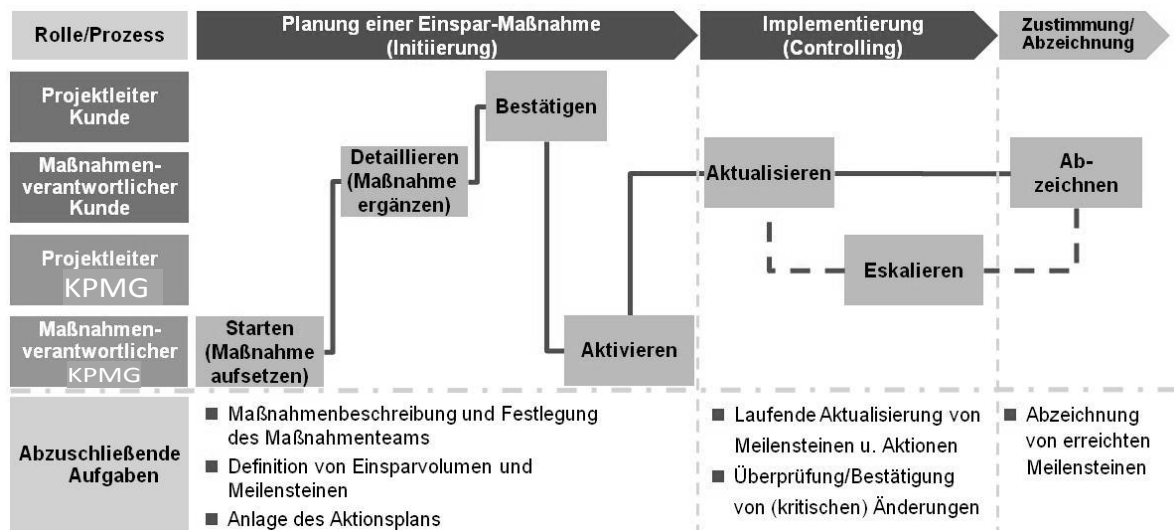 Rolle/Prozess
Planung einer Einspar-Maßnahme
(Initiierung)
Implementierung
(Controlling)
Zustimmung/
Abzeichnung
Projektleiter
Kunde
Bestätigen
Maßnahmen-
verantwortlicher
Kunde
Detaillieren
(Maßnahme
ergänzen)
Aktualisieren
Ab-
zeichnen
Projektleiter
KPMG
Eskalieren
Maßnahmen-
verantwortlicher
KPMG
Starten
(Maßnahme
aufsetzen)
Aktivieren
Abzuschließende
Aufgaben
■ Maßnahmenbeschreibung und Festlegung
des Maßnahmenteams
■ Definition von Einsparvolumen und
Meilensteinen
■ Anlage des Aktionsplans
■ Laufende Aktualisierung von
Meilensteinen u. Aktionen
■ Überprüfung/Bestätigung
von (kritischen) Änderungen
■ Abzeichnung
von erreichten
Meilensteinen